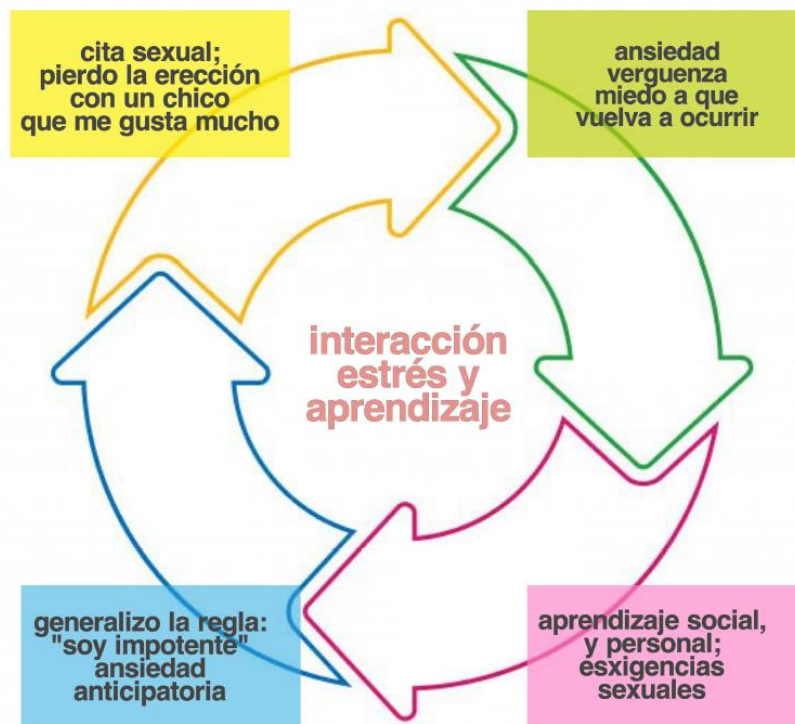 cita sexual;
pierdo la erección
con un chico
que me gusta mucho
ansiedad
verguenza
miedo a que
vuelva a ocurrir
interacción
estrés y
aprendizaje
generalizo la regla:
"soy impotente"
ansiedad
anticipatoria
aprendizaje social,
y personal;
esxigencias
sexuales